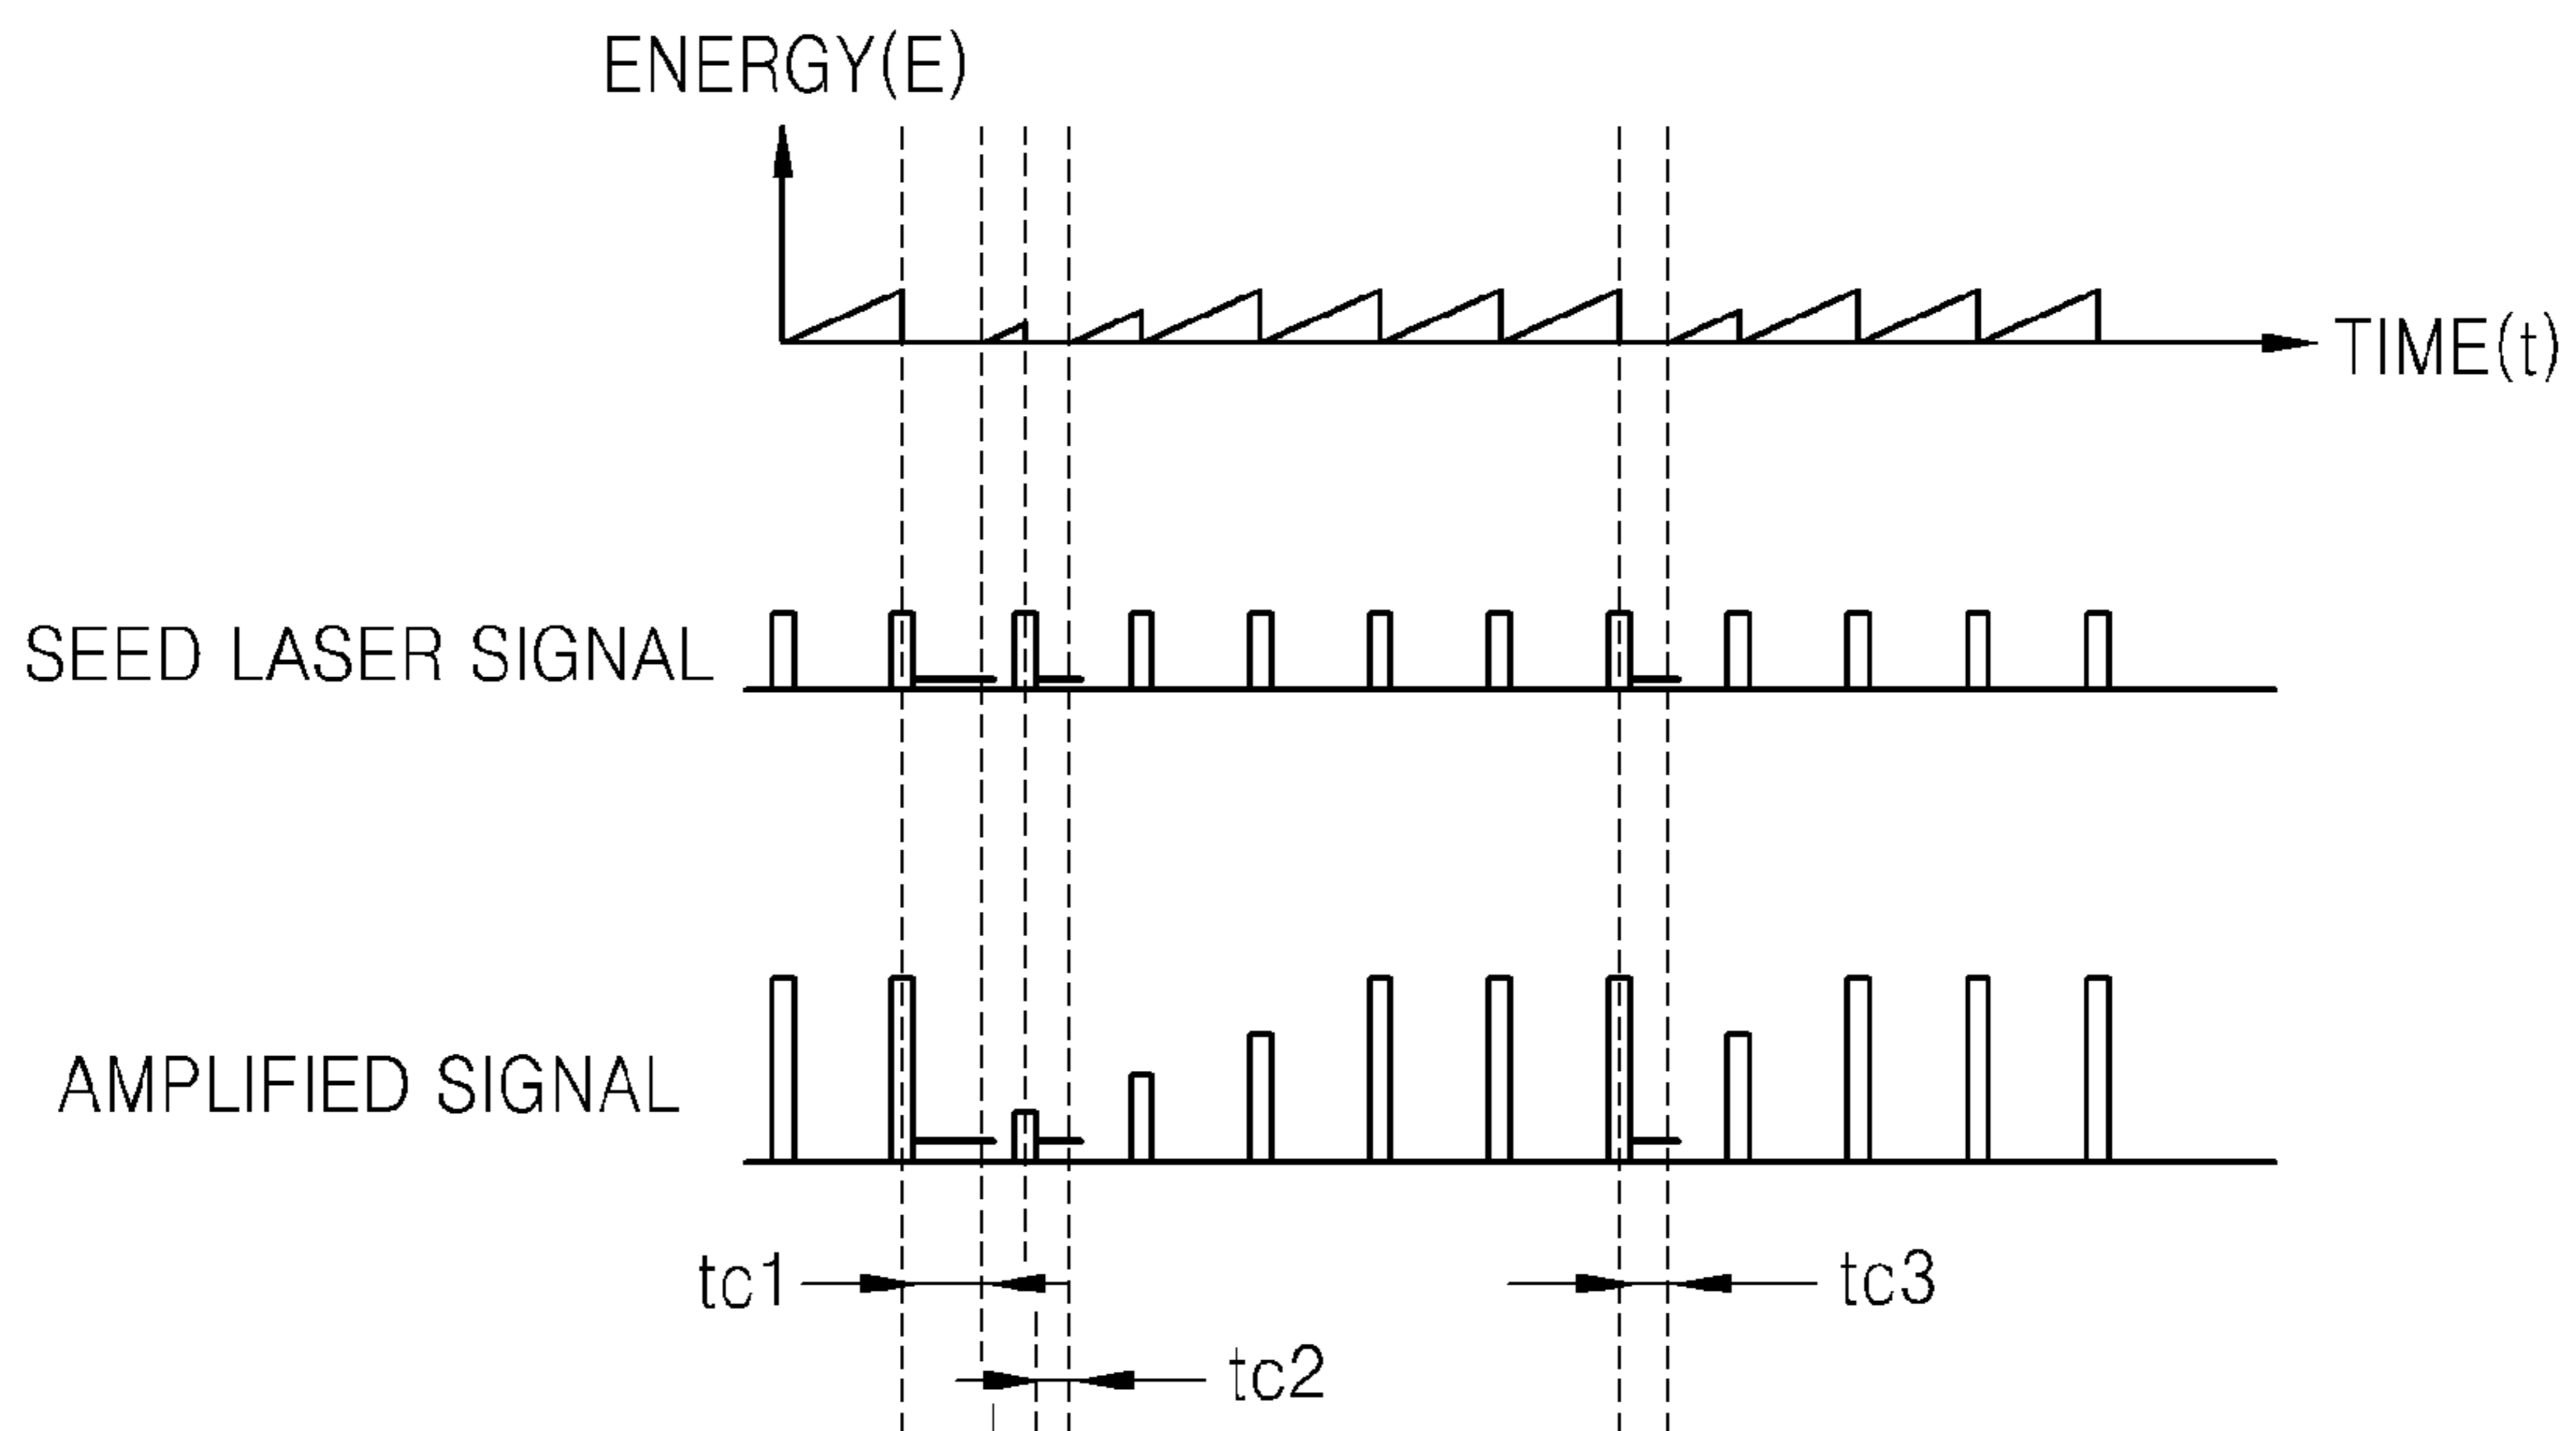 ENERGY(E)
TIME(t)
SEED LASER SIGNAL
AMPLIFIED SIGNAL
tc1
tc3
tc2